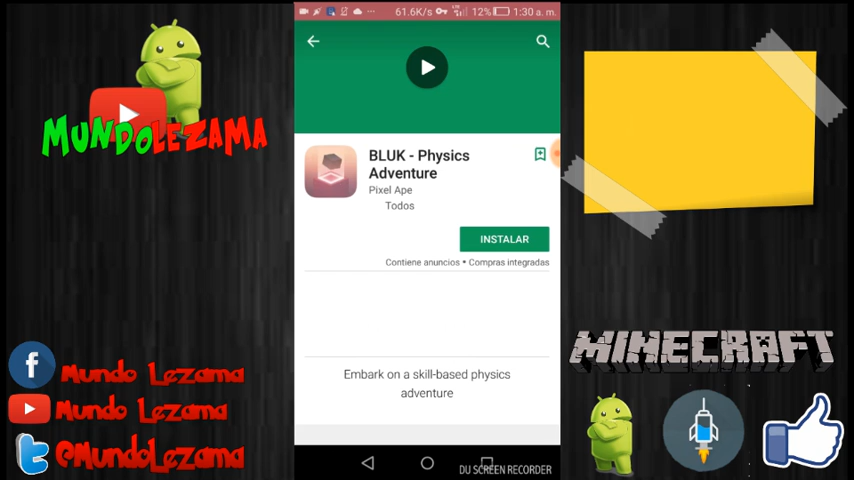 61.6K/s 12% 1:30 a. m.
MUNDOLEZAMA
BLUK - Physics
Adventure
Pixel Ape
Todos
INSTALAR
Contiene anuncios • Compras integradas
Embark on a skill-based physics
adventure
MINECRAFT
Mundo Lezama
Mundo Lezama
@MundoLezama
DU SCREEN RECORDER